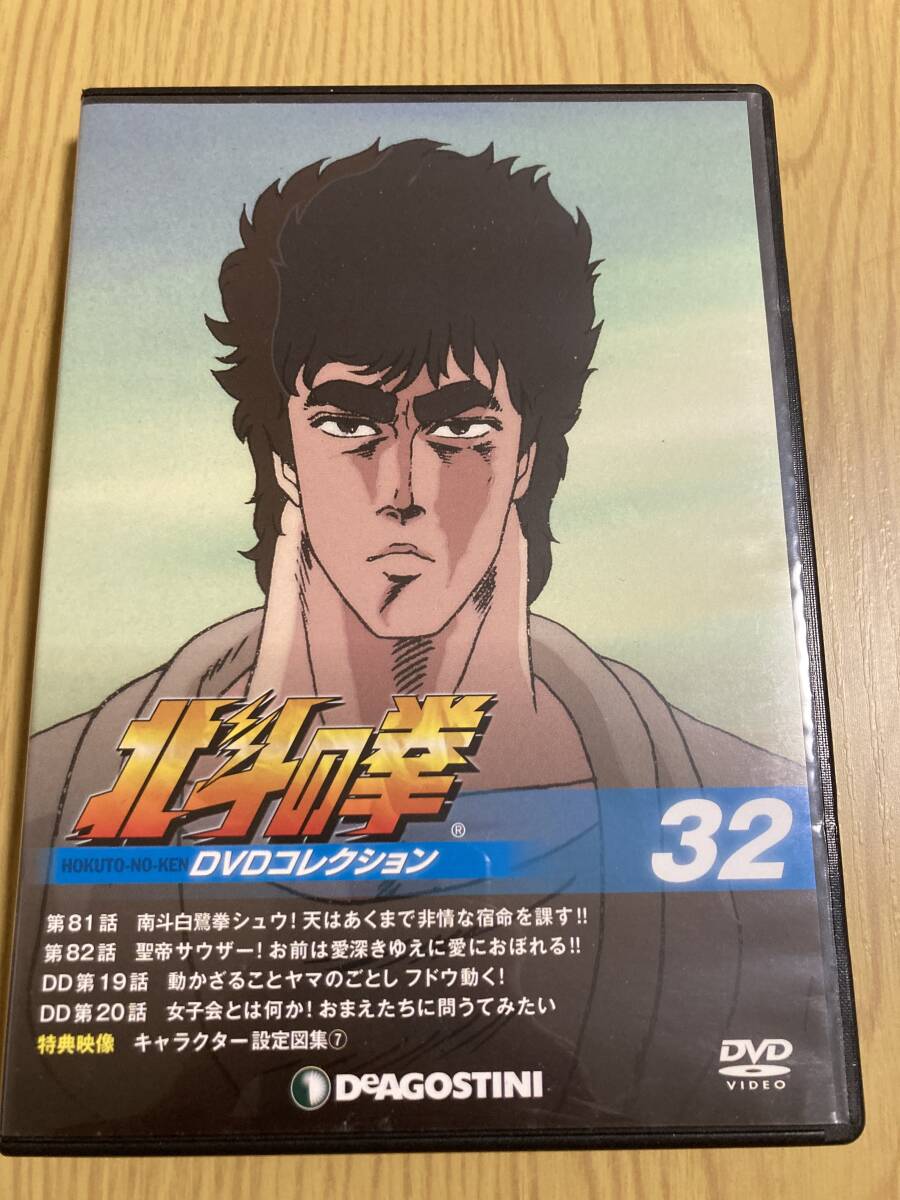 北斗の拳®
32
HOKUTO-NO-KEN DVDコレクション
第81話 南斗白鷺拳シュウ!天はあくまで非情な宿命を課す!!
第82話 聖帝サウザー!お前は愛深きゆえに愛におぼれる!!
DD第19話 動かざることヤマのごとし フドウ動く!
DD第20話 女子会とは何か!おまえたちに問うてみたい
特典映像 キャラクター設定図集⑦
DeAGOSTINI
DVD
VIDEO